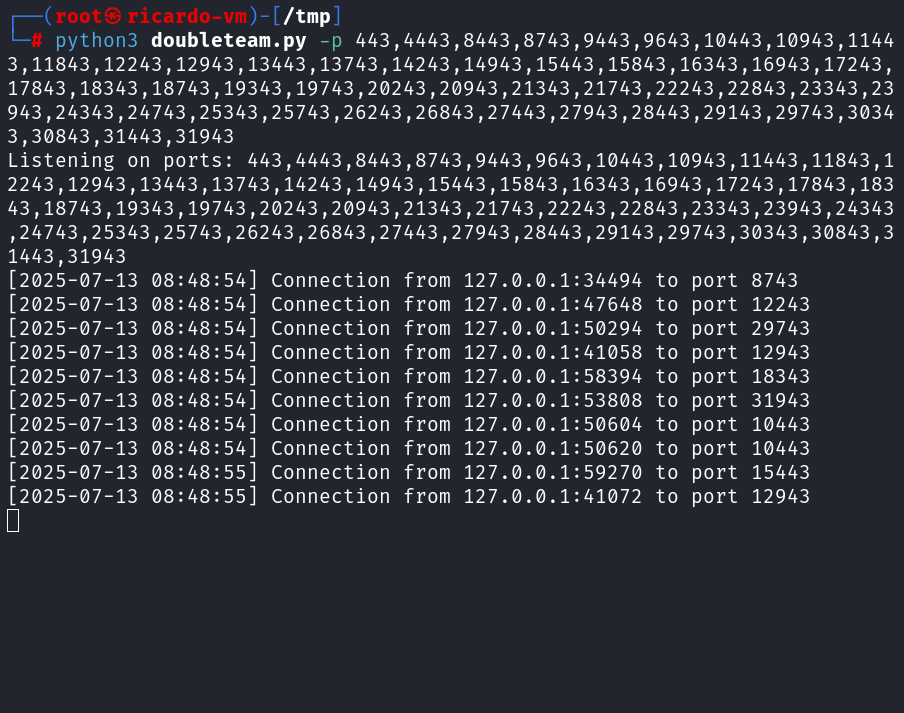 ┌──(root㉿ricardo-vm)-[/tmp]
└─# python3 doubleteam.py -p 443,4443,8443,8743,9443,9643,10443,10943,1144
3,11843,12243,12943,13443,13743,14243,14943,15443,15843,16343,16943,17243,
17843,18343,18743,19343,19743,20243,20943,21343,21743,22243,22843,23343,23
943,24343,24743,25343,25743,26243,26843,27443,27943,28443,29143,29743,3034
3,30843,31443,31943
Listening on ports: 443,4443,8443,8743,9443,9643,10443,10943,11443,11843,1
2243,12943,13443,13743,14243,14943,15443,15843,16343,16943,17243,17843,183
43,18743,19343,19743,20243,20943,21343,21743,22243,22843,23343,23943,24343
,24743,25343,25743,26243,26843,27443,27943,28443,29143,29743,30343,30843,3
1443,31943
[2025-07-13 08:48:54] Connection from 127.0.0.1:34494 to port 8743
[2025-07-13 08:48:54] Connection from 127.0.0.1:47648 to port 12243
[2025-07-13 08:48:54] Connection from 127.0.0.1:50294 to port 29743
[2025-07-13 08:48:54] Connection from 127.0.0.1:41058 to port 12943
[2025-07-13 08:48:54] Connection from 127.0.0.1:58394 to port 18343
[2025-07-13 08:48:54] Connection from 127.0.0.1:53808 to port 31943
[2025-07-13 08:48:54] Connection from 127.0.0.1:50604 to port 10443
[2025-07-13 08:48:54] Connection from 127.0.0.1:50620 to port 10443
[2025-07-13 08:48:55] Connection from 127.0.0.1:59270 to port 15443
[2025-07-13 08:48:55] Connection from 127.0.0.1:41072 to port 12943